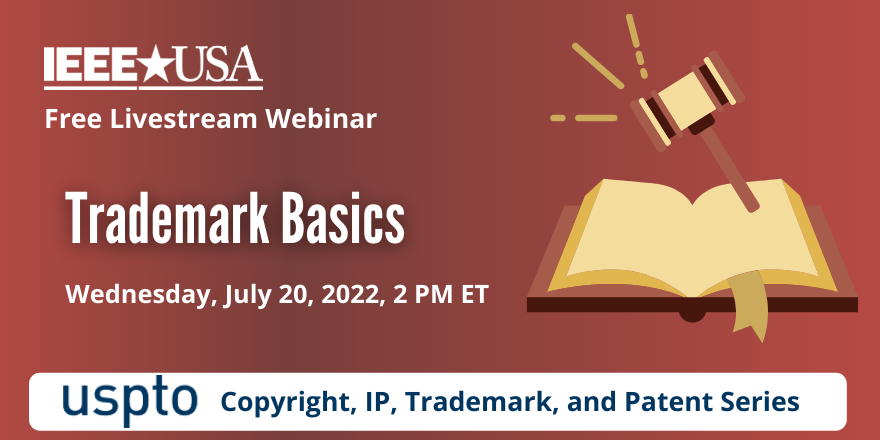 IEEE★USA
Free Livestream Webinar
Trademark Basics
Wednesday, July 20, 2022, 2 PM ET
uspto Copyright, IP, Trademark, and Patent Series